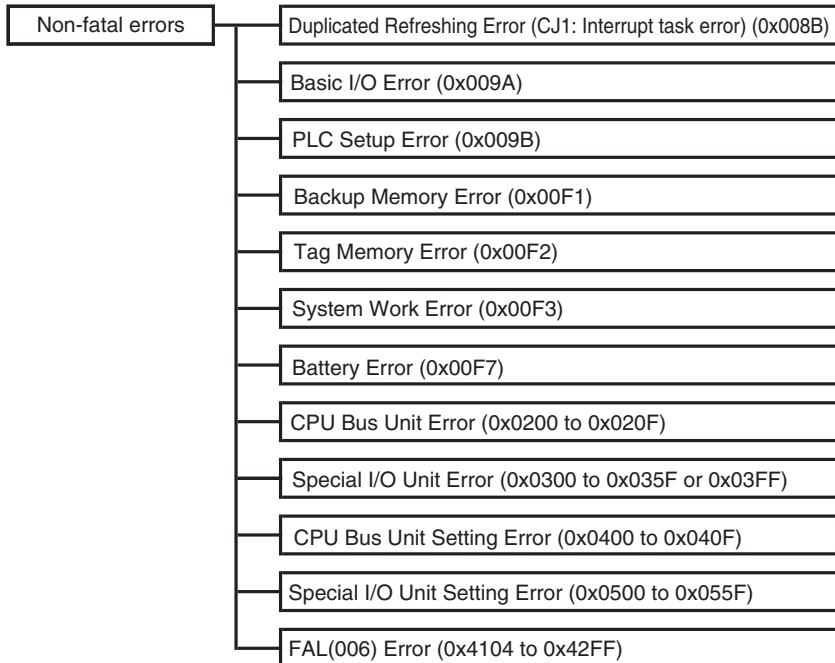 Non-fatal errors
Duplicated Refreshing Error (CJ1: Interrupt task error) (0x008B)
Basic I/O Error (0x009A)
PLC Setup Error (0x009B)
Backup Memory Error (0x00F1)
Tag Memory Error (0x00F2)
System Work Error (0x00F3)
Battery Error (0x00F7)
CPU Bus Unit Error (0x0200 to 0x020F)
Special I/O Unit Error (0x0300 to 0x035F or 0x03FF)
CPU Bus Unit Setting Error (0x0400 to 0x040F)
Special I/O Unit Setting Error (0x0500 to 0x055F)
FAL(006) Error (0x4104 to 0x42FF)